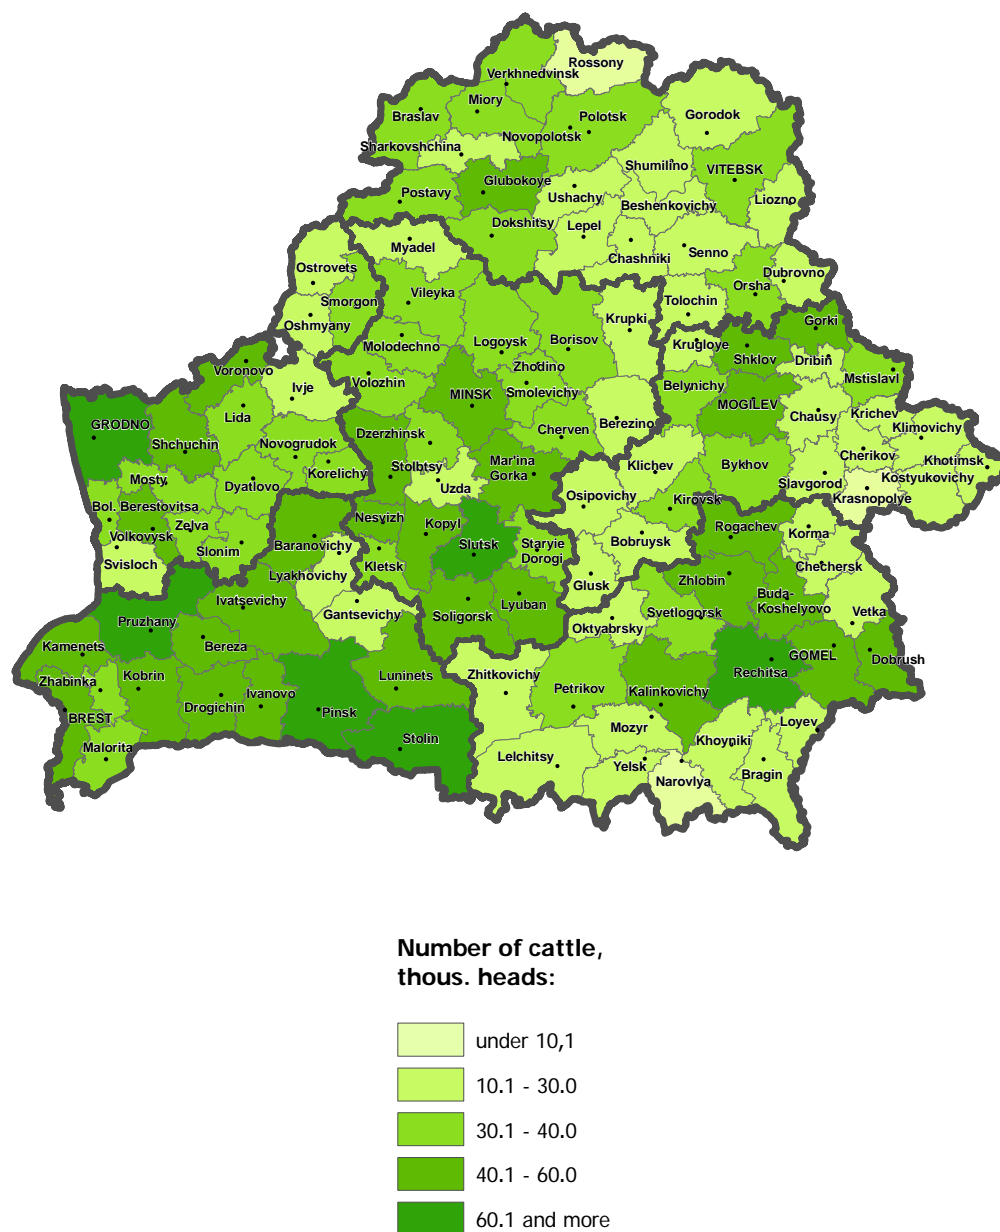 Rossony
Verkhnedvinsk
Miory
Braslav
Polotsk
Gorodok
Novopolotsk
Sharkovshchina
Shumilino
VITEBSK
Glubokoye
Postavy
Ushachy
Beshenkovichy
Liozno
Dokshitsy
Lepel
Myadel
Chashniki
Senno
Ostrovets
Dubrovno
Orsha
Vileyka
Smorgon
Tolochin
Oshmyany
Krupki
Gorki
Molodechno
Logoysk
Borisov
Krugloye
Shklov
Dribin
Voronovo
Zhodino
Mstislavl
Volozhin
Ivje
Smolevichy
Belynichy
MINSK
MOGILEV
Lida
Chausy
Krichev
GRODNO
Berezino
Klimovichy
Dzerzhinsk
Cherven
Shchuchin
Novogrudok
Cherikov
Mar'ina
Gorka
Klichev
Bykhov
Khotimsk
Stolbtsy
Korelichy
Mosty
Dyatlovo
Uzda
Slavgorod
Kostyukovichy
Osipovichy
Krasnopolye
Bol. Berestovitsa
Kirovsk
Nesvizh
Kopyl
Zelva
Rogachev
Korma
Volkovysk
Baranovichy
Slutsk
Staryie
Dorogi
Bobruysk
Slonim
Svisloch
Kletsk
Chechersk
Lyakhovichy
Glusk
Zhlobin
Buda-
Koshelyovo
Ivatsevichy
Lyuban
Gantsevichy
Soligorsk
Svetlogorsk
Vetka
Pruzhany
Oktyabrsky
Kamenets
Bereza
GOMEL
Dobrush
Zhabinka
Kobrin
Luninets
Zhitkovichy
Rechitsa
Ivanovo
Petrikov
Kalinkovichy
Drogichin
BREST
Pinsk
Loyev
Mozyr
Khoyniki
Malorita
Stolin
Lelchitsy
Yelsk
Bragin
Narovlya
Number of cattle,
thous. heads:
under 10,1
10.1 - 30.0
30.1 - 40.0
40.1 - 60.0
60.1 and more